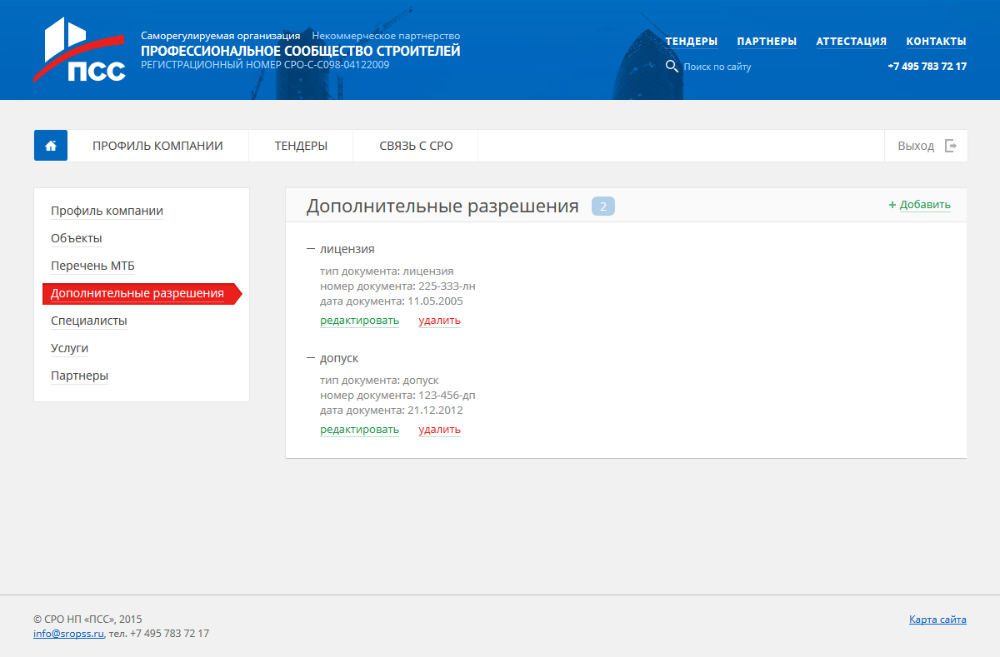 ПСС
Саморегулируемая организация Некоммерческое партнерство
ПРОФЕССИОНАЛЬНОЕ СООБЩЕСТВО СТРОИТЕЛЕЙ
РЕГИСТРАЦИОННЫЙ НОМЕР СРО-С-С098-04122009
ТЕНДЕРЫ ПАРТНЕРЫ АТТЕСТАЦИЯ КОНТАКТЫ
Поиск по сайту +7 495 783 72 17
ПРОФИЛЬ КОМПАНИИ ТЕНДЕРЫ СВЯЗЬ С СРО Выход
Профиль компании
Объекты
Перечень МТБ
Дополнительные разрешения
Специалисты
Услуги
Партнеры
Дополнительные разрешения 2 + Добавить
— лицензия
тип документа: лицензия
номер документа: 225-333-лн
дата документа: 11.05.2005
редактировать удалить
— допуск
тип документа: допуск
номер документа: 123-456-дп
дата документа: 21.12.2012
редактировать удалить
© СРО НП «ПСС», 2015 Карта сайта
info@sropss.ru, тел. +7 495 783 72 17